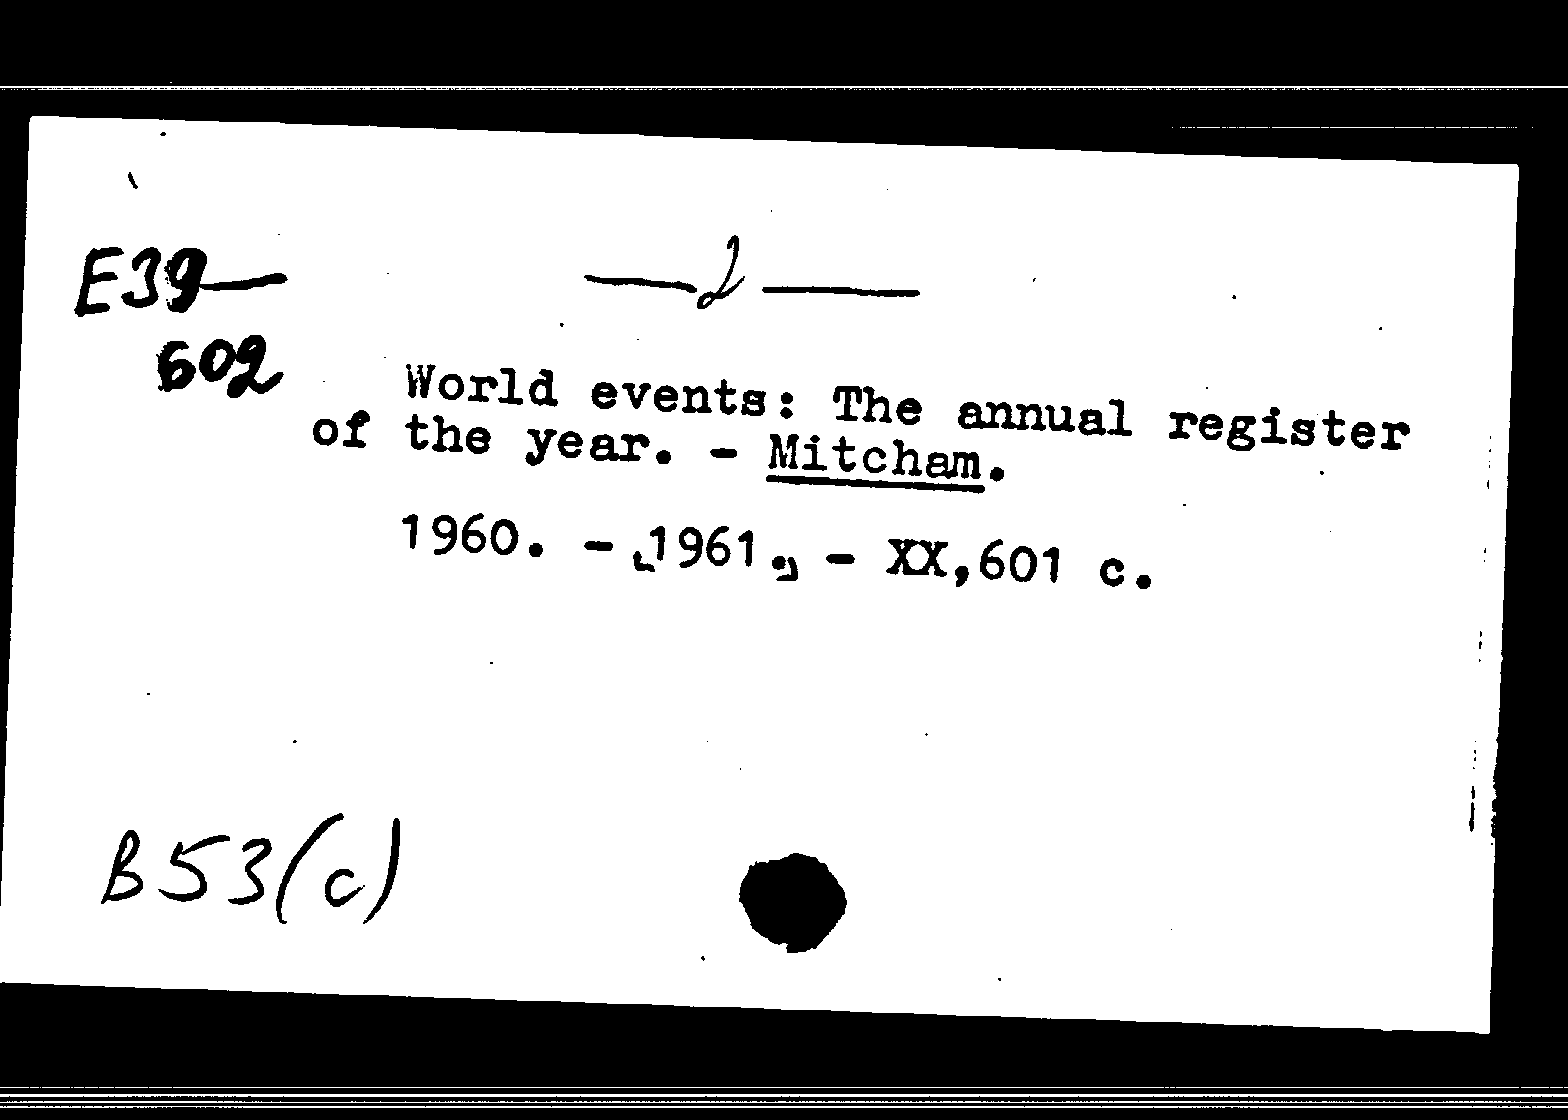 E39—
— 2 —
602
World events: The annual register
of the year. - Mitcham.
1960. - [1961.] - XX,601 c.
B53(c)